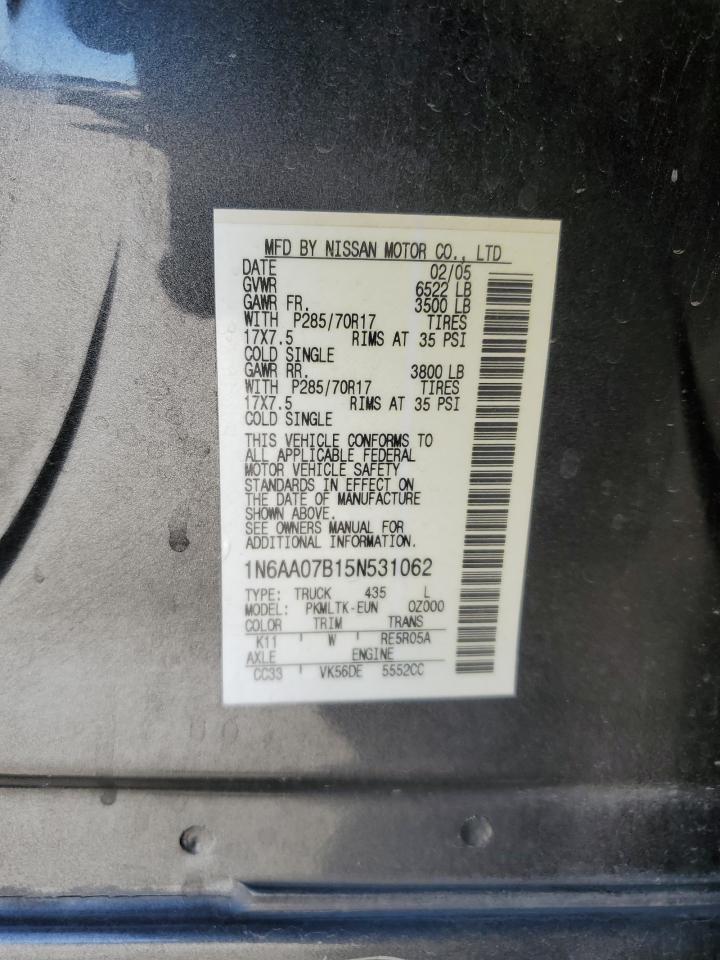 MFD BY NISSAN MOTOR CO., LTD
DATE 02/05
GVWR 6522 LB
GAWR FR. 3500 LB
WITH P285/70R17 TIRES
17X7.5 RIMS AT 35 PSI
COLD SINGLE
GAWR RR. 3800 LB
WITH P285/70R17 TIRES
17X7.5 RIMS AT 35 PSI
COLD SINGLE
THIS VEHICLE CONFORMS TO
ALL APPLICABLE FEDERAL
MOTOR VEHICLE SAFETY
STANDARDS IN EFFECT ON
THE DATE OF MANUFACTURE
SHOWN ABOVE.
SEE OWNERS MANUAL FOR
ADDITIONAL INFORMATION.
1N6AA07B15N531062
TYPE: TRUCK 435 L
MODEL: PKMLTK-EUN 0Z000
COLOR TRIM TRANS
K11 W RE5R05A
AXLE ENGINE
CC33 VK56DE 5552CC